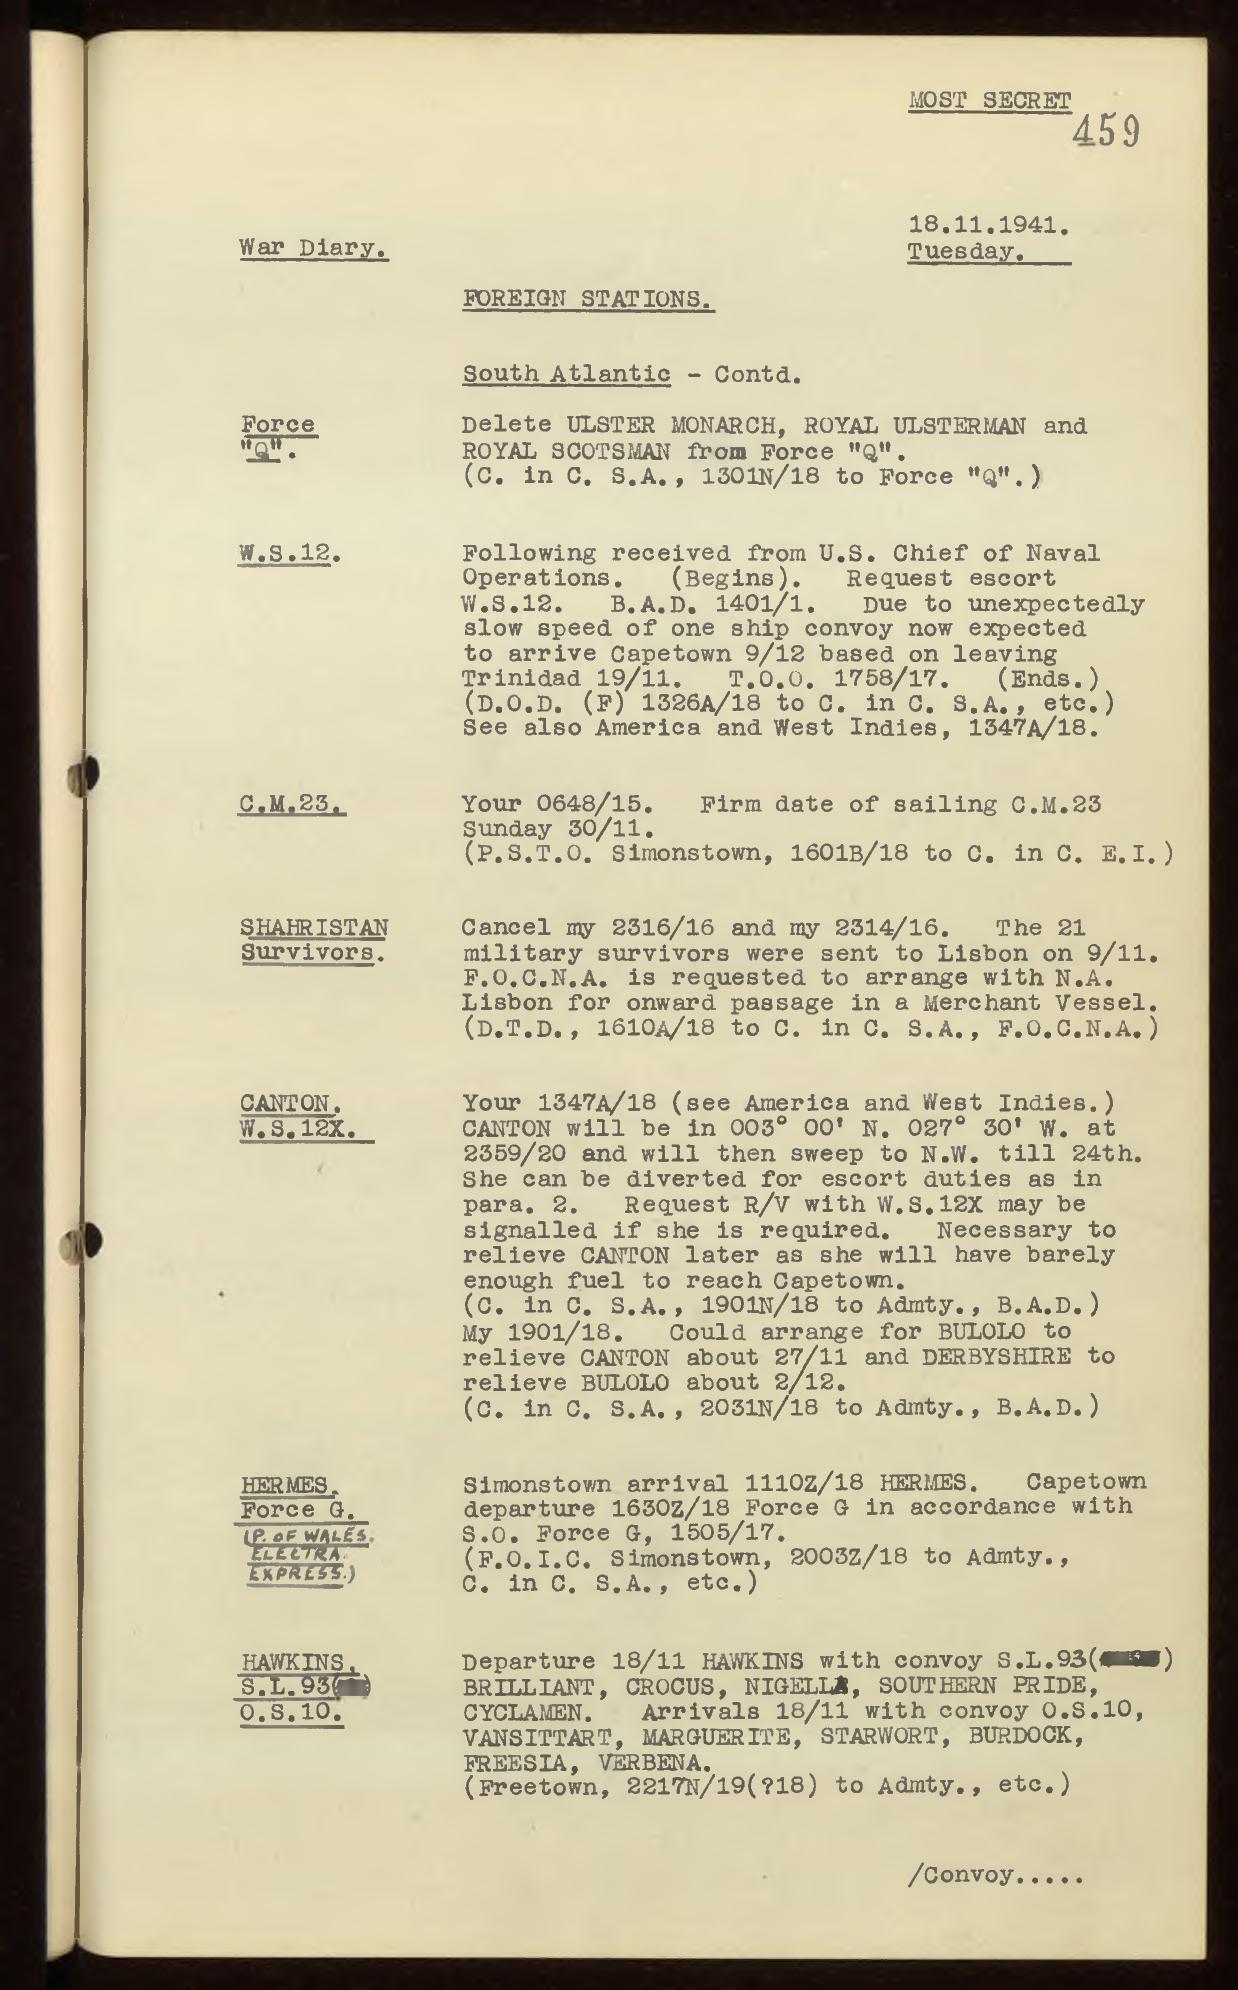 MOST SECRET
459
18.11.1941.
War Diary.
Tuesday.
FOREIGN STATIONS.
South Atlantic - Contd.
Force
"Q".
Delete ULSTER MONARCH, ROYAL ULSTERMAN and
ROYAL SCOTSMAN from Force "Q".
(C. in C. S.A., 1301N/18 to Force "Q".)
W.S.12.
Following received from U.S. Chief of Naval
Operations. (Begins). Request escort
W.S.12. B.A.D. 1401/1. Due to unexpectedly
slow speed of one ship convoy now expected
to arrive Capetown 9/12 based on leaving
Trinidad 19/11. T.O.O. 1758/17. (Ends.)
(D.O.D. (F) 1326A/18 to C. in C. S.A., etc.)
See also America and West Indies, 1347A/18.
C.M.23.
Your 0648/15. Firm date of sailing C.M.23
Sunday 30/11.
(P.S.T.O. Simonstown, 1601B/18 to C. in C. E.I.)
SHAHRISTAN
Survivors.
Cancel my 2316/16 and my 2314/16. The 21
military survivors were sent to Lisbon on 9/11.
F.O.C.N.A. is requested to arrange with N.A.
Lisbon for onward passage in a Merchant Vessel.
(D.T.D., 1610A/18 to C. in C. S.A., F.O.C.N.A.)
CANTON.
W.S.12X.
Your 1347A/18 (see America and West Indies.)
CANTON will be in 003° 00' N. 027° 30' W. at
2359/20 and will then sweep to N.W. till 24th.
She can be diverted for escort duties as in
para. 2. Request R/V with W.S.12X may be
signalled if she is required. Necessary to
relieve CANTON later as she will have barely
enough fuel to reach Capetown.
(C. in C. S.A., 1901N/18 to Admty., B.A.D.)
My 1901/18. Could arrange for BULOLO to
relieve CANTON about 27/11 and DERBYSHIRE to
relieve BULOLO about 2/12.
(C. in C. S.A., 2031N/18 to Admty., B.A.D.)
HERMES.
Force G.
(P. OF WALES.
ELECTRA.
EXPRESS.)
Simonstown arrival 1110Z/18 HERMES. Capetown
departure 1630Z/18 Force G in accordance with
S.O. Force G, 1505/17.
(F.O.I.C. Simonstown, 2003Z/18 to Admty.,
C. in C. S.A., etc.)
HAWKINS.
S.L.93( )
O.S.10.
Departure 18/11 HAWKINS with convoy S.L.93( )
BRILLIANT, CROCUS, NIGELLA, SOUTHERN PRIDE,
CYCLAMEN. Arrivals 18/11 with convoy O.S.10,
VANSITTART, MARGUERITE, STARWORT, BURDOCK,
FREESIA, VERBENA.
(Freetown, 2217N/19(?18) to Admty., etc.)
/Convoy.....